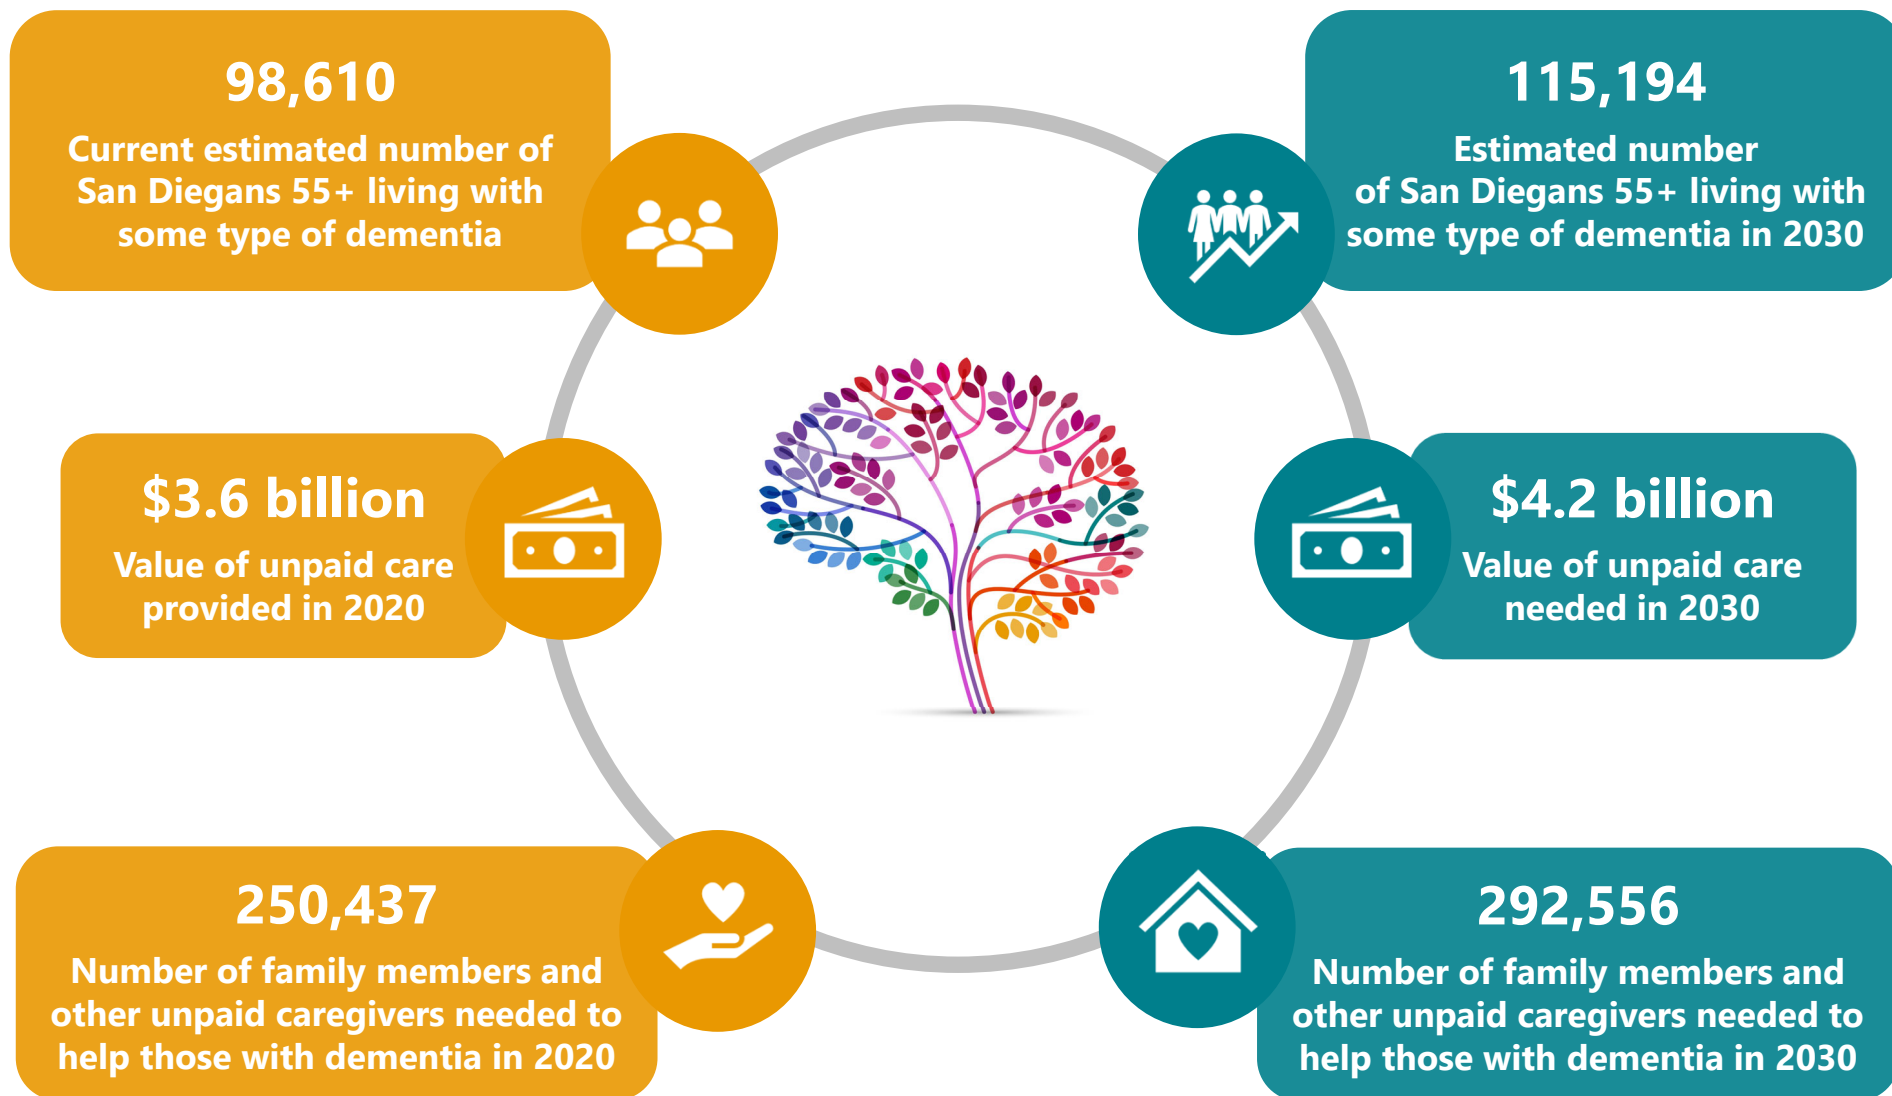 98,610
Current estimated number of
San Diegans 55+ living with
some type of dementia
115,194
Estimated number
of San Diegans 55+ living with
some type of dementia in 2030
$3.6 billion
Value of unpaid care
provided in 2020
$4.2 billion
Value of unpaid care
needed in 2030
250,437
Number of family members and
other unpaid caregivers needed to
help those with dementia in 2020
292,556
Number of family members and
other unpaid caregivers needed to
help those with dementia in 2030